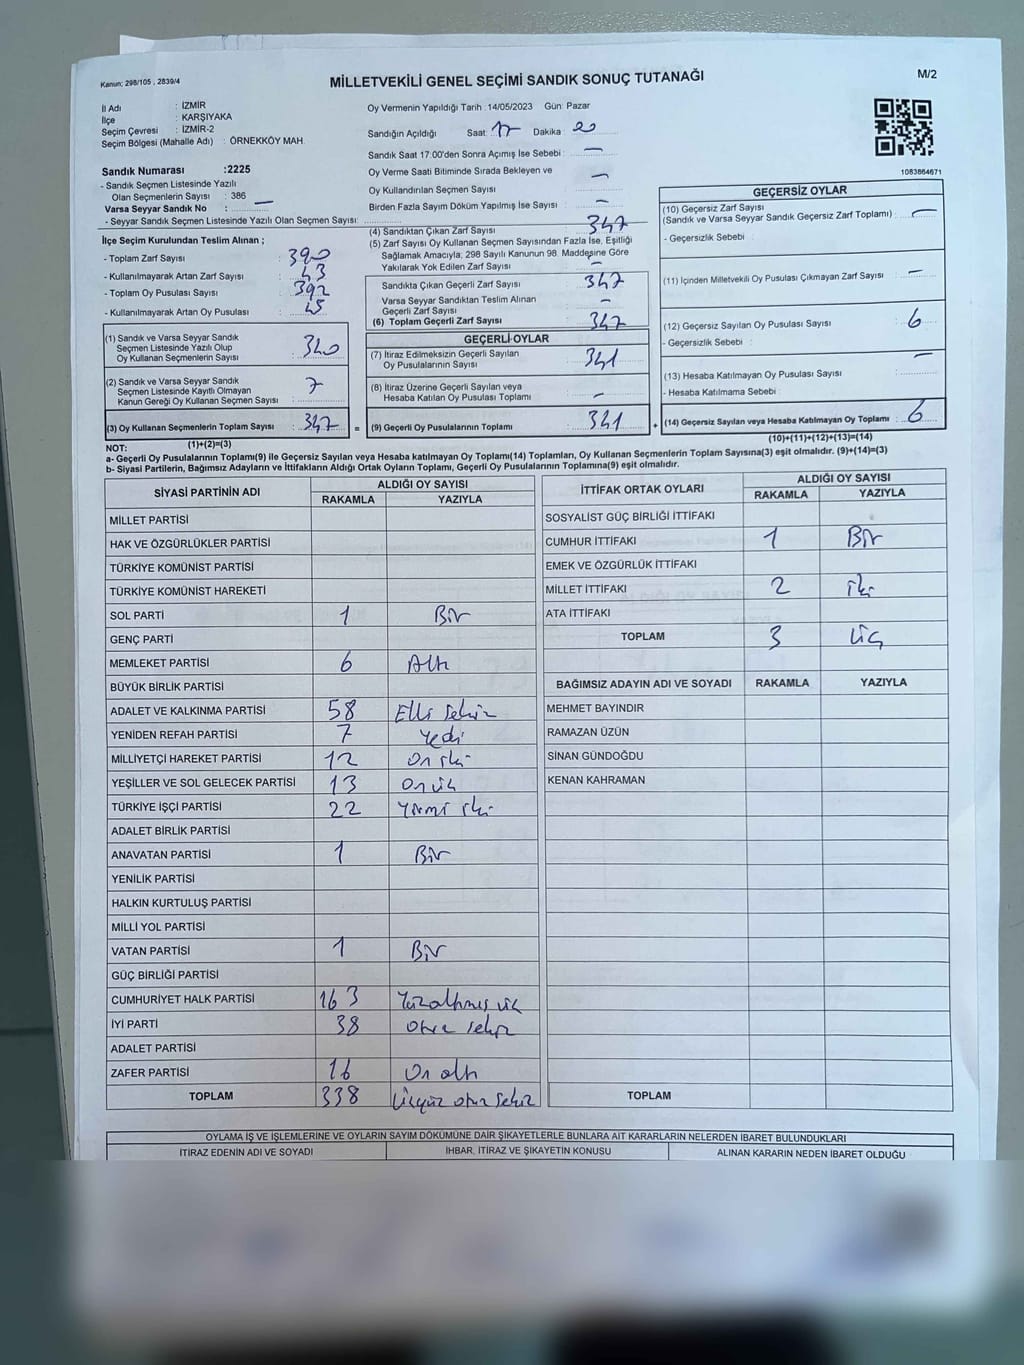 Kanun; 298/105 , 2839/4
MİLLETVEKİLİ GENEL SEÇİMİ SANDIK SONUÇ TUTANAĞI
M/2
İl Adı : İZMİR
İlçe : KARŞIYAKA
Seçim Çevresi : İZMİR-2
Seçim Bölgesi (Mahalle Adı) : ÖRNEKKÖY MAH.
Oy Vermenin Yapıldığı Tarih :14/05/2023 Gün: Pazar
Sandığın Açıldığı Saat: 17 Dakika 20
Sandık Saat 17:00'den Sonra Açımış İse Sebebi : —
Oy Verme Saati Bitiminde Sırada Bekleyen ve
Oy Kullandırılan Seçmen Sayısı —
Birden Fazla Sayım Döküm Yapılmış İse Sayısı : —
1083864671
Sandık Numarası :2225
- Sandık Seçmen Listesinde Yazılı
Olan Seçmenlerin Sayısı : 386
Varsa Seyyar Sandık No : —
- Seyyar Sandık Seçmen Listesinde Yazılı Olan Seçmen Sayısı:
İlçe Seçim Kurulundan Teslim Alınan ;
- Toplam Zarf Sayısı : 390
- Kullanılmayarak Artan Zarf Sayısı : 43
- Toplam Oy Pusulası Sayısı : 392
- Kullanılmayarak Artan Oy Pusulası : 45
(1) Sandık ve Varsa Seyyar Sandık
Seçmen Listesinde Yazılı Olup
Oy Kullanan Seçmenlerin Sayısı : 340
(2) Sandık ve Varsa Seyyar Sandık
Seçmen Listesinde Kayıtlı Olmayan
Kanun Gereği Oy Kullanan Seçmen Sayısı : 7
(3) Oy Kullanan Seçmenlerin Toplam Sayısı : 347
(1)+(2)=(3)
(4) Sandıktan Çıkan Zarf Sayısı : 347
(5) Zarf Sayısı Oy Kullanan Seçmen Sayısından Fazla İse, Eşitliği
Sağlamak Amacıyla; 298 Sayılı Kanunun 98. Maddesine Göre
Yakılarak Yok Edilen Zarf Sayısı : —
Sandıkta Çıkan Geçerli Zarf Sayısı : 347
Varsa Seyyar Sandıktan Teslim Alınan
Geçerli Zarf Sayısı : —
(6) Toplam Geçerli Zarf Sayısı : 347
GEÇERLİ OYLAR
(7) İtiraz Edilmeksizin Geçerli Sayılan
Oy Pusulalarının Sayısı : 341
(8) İtiraz Üzerine Geçerli Sayılan veya
Hesaba Katılan Oy Pusulası Toplamı : —
= (9) Geçerli Oy Pusulalarının Toplamı : 341
GEÇERSİZ OYLAR
(10) Geçersiz Zarf Sayısı
(Sandık ve Varsa Seyyar Sandık Geçersiz Zarf Toplamı) : —
- Geçersizlik Sebebi :
(11) İçinden Milletvekili Oy Pusulası Çıkmayan Zarf Sayısı : —
(12) Geçersiz Sayılan Oy Pusulası Sayısı : 6
- Geçersizlik Sebebi : —
(13) Hesaba Katılmayan Oy Pusulası Sayısı :
- Hesaba Katılmama Sebebi :
+ (14) Geçersiz Sayılan veya Hesaba Katılmayan Oy Toplamı : 6
(10)+(11)+(12)+(13)=(14)
NOT:
a- Geçerli Oy Pusulalarının Toplamı(9) ile Geçersiz Sayılan veya Hesaba katılmayan Oy Toplamı(14) Toplamları, Oy Kullanan Seçmenlerin Toplam Sayısına(3) eşit olmalıdır. (9)+(14)=(3)
b- Siyasi Partilerin, Bağımsız Adayların ve İttifakların Aldığı Ortak Oyların Toplamı, Geçerli Oy Pusulalarının Toplamına(9) eşit olmalıdır.
SİYASİ PARTİNİN ADI ALDIĞI OY SAYISI
RAKAMLA YAZIYLA
MİLLET PARTİSİ
HAK VE ÖZGÜRLÜKLER PARTİSİ
TÜRKİYE KOMÜNİST PARTİSİ
TÜRKİYE KOMÜNİST HAREKETİ
SOL PARTİ 1 Bir
GENÇ PARTİ
MEMLEKET PARTİSİ 6 Altı
BÜYÜK BİRLİK PARTİSİ
ADALET VE KALKINMA PARTİSİ 58 Elli sekiz
YENİDEN REFAH PARTİSİ 7 Yedi
MİLLİYETÇİ HAREKET PARTİSİ 12 On iki
YEŞİLLER VE SOL GELECEK PARTİSİ 13 On üç
TÜRKİYE İŞÇİ PARTİSİ 22 Yirmi iki
ADALET BİRLİK PARTİSİ
ANAVATAN PARTİSİ 1 Bir
YENİLİK PARTİSİ
HALKIN KURTULUŞ PARTİSİ
MİLLİ YOL PARTİSİ
VATAN PARTİSİ 1 Bir
GÜÇ BİRLİĞİ PARTİSİ
CUMHURİYET HALK PARTİSİ 163 Yüzaltmış üç
İYİ PARTİ 38 Otuz sekiz
ADALET PARTİSİ
ZAFER PARTİSİ 16 On altı
TOPLAM 338 Üçyüz otuz sekiz
İTTİFAK ORTAK OYLARI ALDIĞI OY SAYISI
RAKAMLA YAZIYLA
SOSYALİST GÜÇ BİRLİĞİ İTTİFAKI
CUMHUR İTTİFAKI 1 Bir
EMEK VE ÖZGÜRLÜK İTTİFAKI
MİLLET İTTİFAKI 2 iki
ATA İTTİFAKI
TOPLAM 3 Üç
BAĞIMSIZ ADAYIN ADI VE SOYADI RAKAMLA YAZIYLA
MEHMET BAYINDIR
RAMAZAN ÜZÜN
SİNAN GÜNDOĞDU
KENAN KAHRAMAN
TOPLAM
OYLAMA İŞ VE İŞLEMLERİNE VE OYLARIN SAYIM DÖKÜMÜNE DAİR ŞİKAYETLERLE BUNLARA AİT KARARLARIN NELERDEN İBARET BULUNDUKLARI
İTİRAZ EDENİN ADI VE SOYADI İHBAR, İTİRAZ VE ŞİKAYETİN KONUSU ALINAN KARARIN NEDEN İBARET OLDUĞU